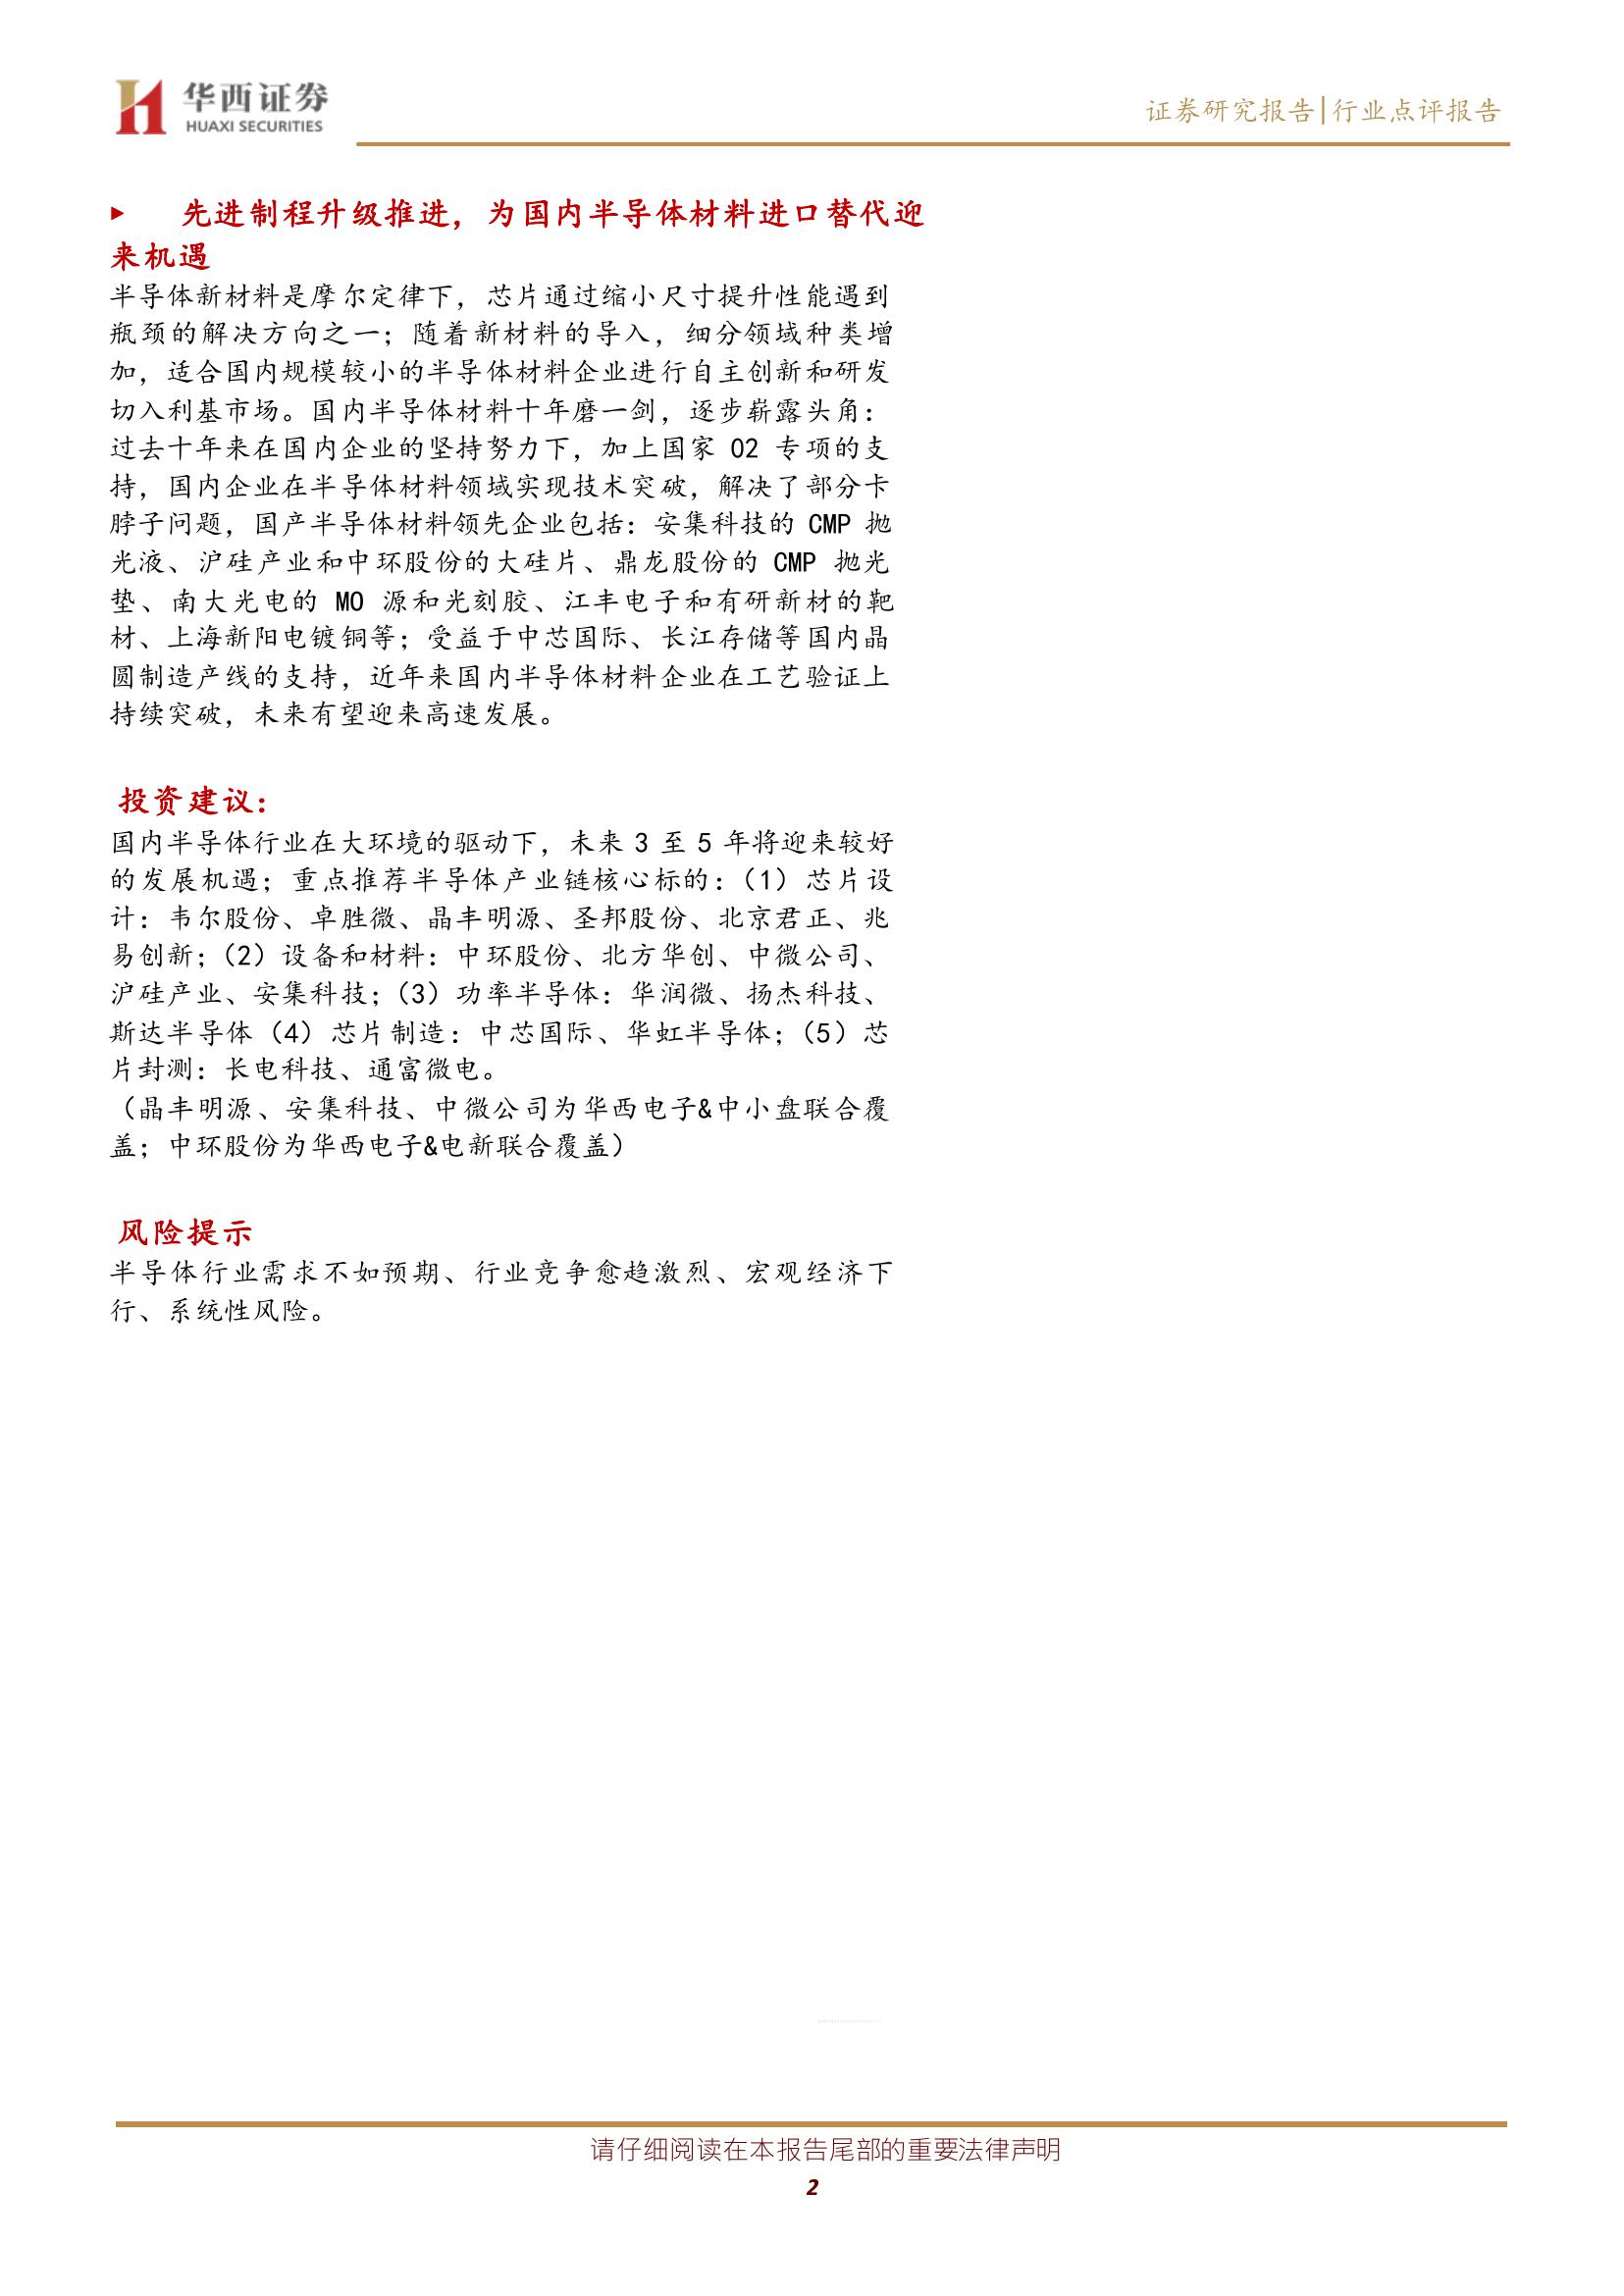 华西证券
HUAXI SECURITIES
证券研究报告|行业点评报告
▶ 先进制程升级推进，为国内半导体材料进口替代迎
来机遇
半导体新材料是摩尔定律下，芯片通过缩小尺寸提升性能遇到
瓶颈的解决方向之一；随着新材料的导入，细分领域种类增
加，适合国内规模较小的半导体材料企业进行自主创新和研发
切入利基市场。国内半导体材料十年磨一剑，逐步崭露头角：
过去十年来在国内企业的坚持努力下，加上国家 02 专项的支
持，国内企业在半导体材料领域实现技术突破，解决了部分卡
脖子问题，国产半导体材料领先企业包括：安集科技的 CMP 抛
光液、沪硅产业和中环股份的大硅片、鼎龙股份的 CMP 抛光
垫、南大光电的 MO 源和光刻胶、江丰电子和有研新材的靶
材、上海新阳电镀铜等；受益于中芯国际、长江存储等国内晶
圆制造产线的支持，近年来国内半导体材料企业在工艺验证上
持续突破，未来有望迎来高速发展。
投资建议：
国内半导体行业在大环境的驱动下，未来 3 至 5 年将迎来较好
的发展机遇；重点推荐半导体产业链核心标的：（1）芯片设
计：韦尔股份、卓胜微、晶丰明源、圣邦股份、北京君正、兆
易创新；（2）设备和材料：中环股份、北方华创、中微公司、
沪硅产业、安集科技；（3）功率半导体：华润微、扬杰科技、
斯达半导体（4）芯片制造：中芯国际、华虹半导体；（5）芯
片封测：长电科技、通富微电。
（晶丰明源、安集科技、中微公司为华西电子&中小盘联合覆
盖；中环股份为华西电子&电新联合覆盖）
风险提示
半导体行业需求不如预期、行业竞争愈趋激烈、宏观经济下
行、系统性风险。
请仔细阅读在本报告尾部的重要法律声明
2